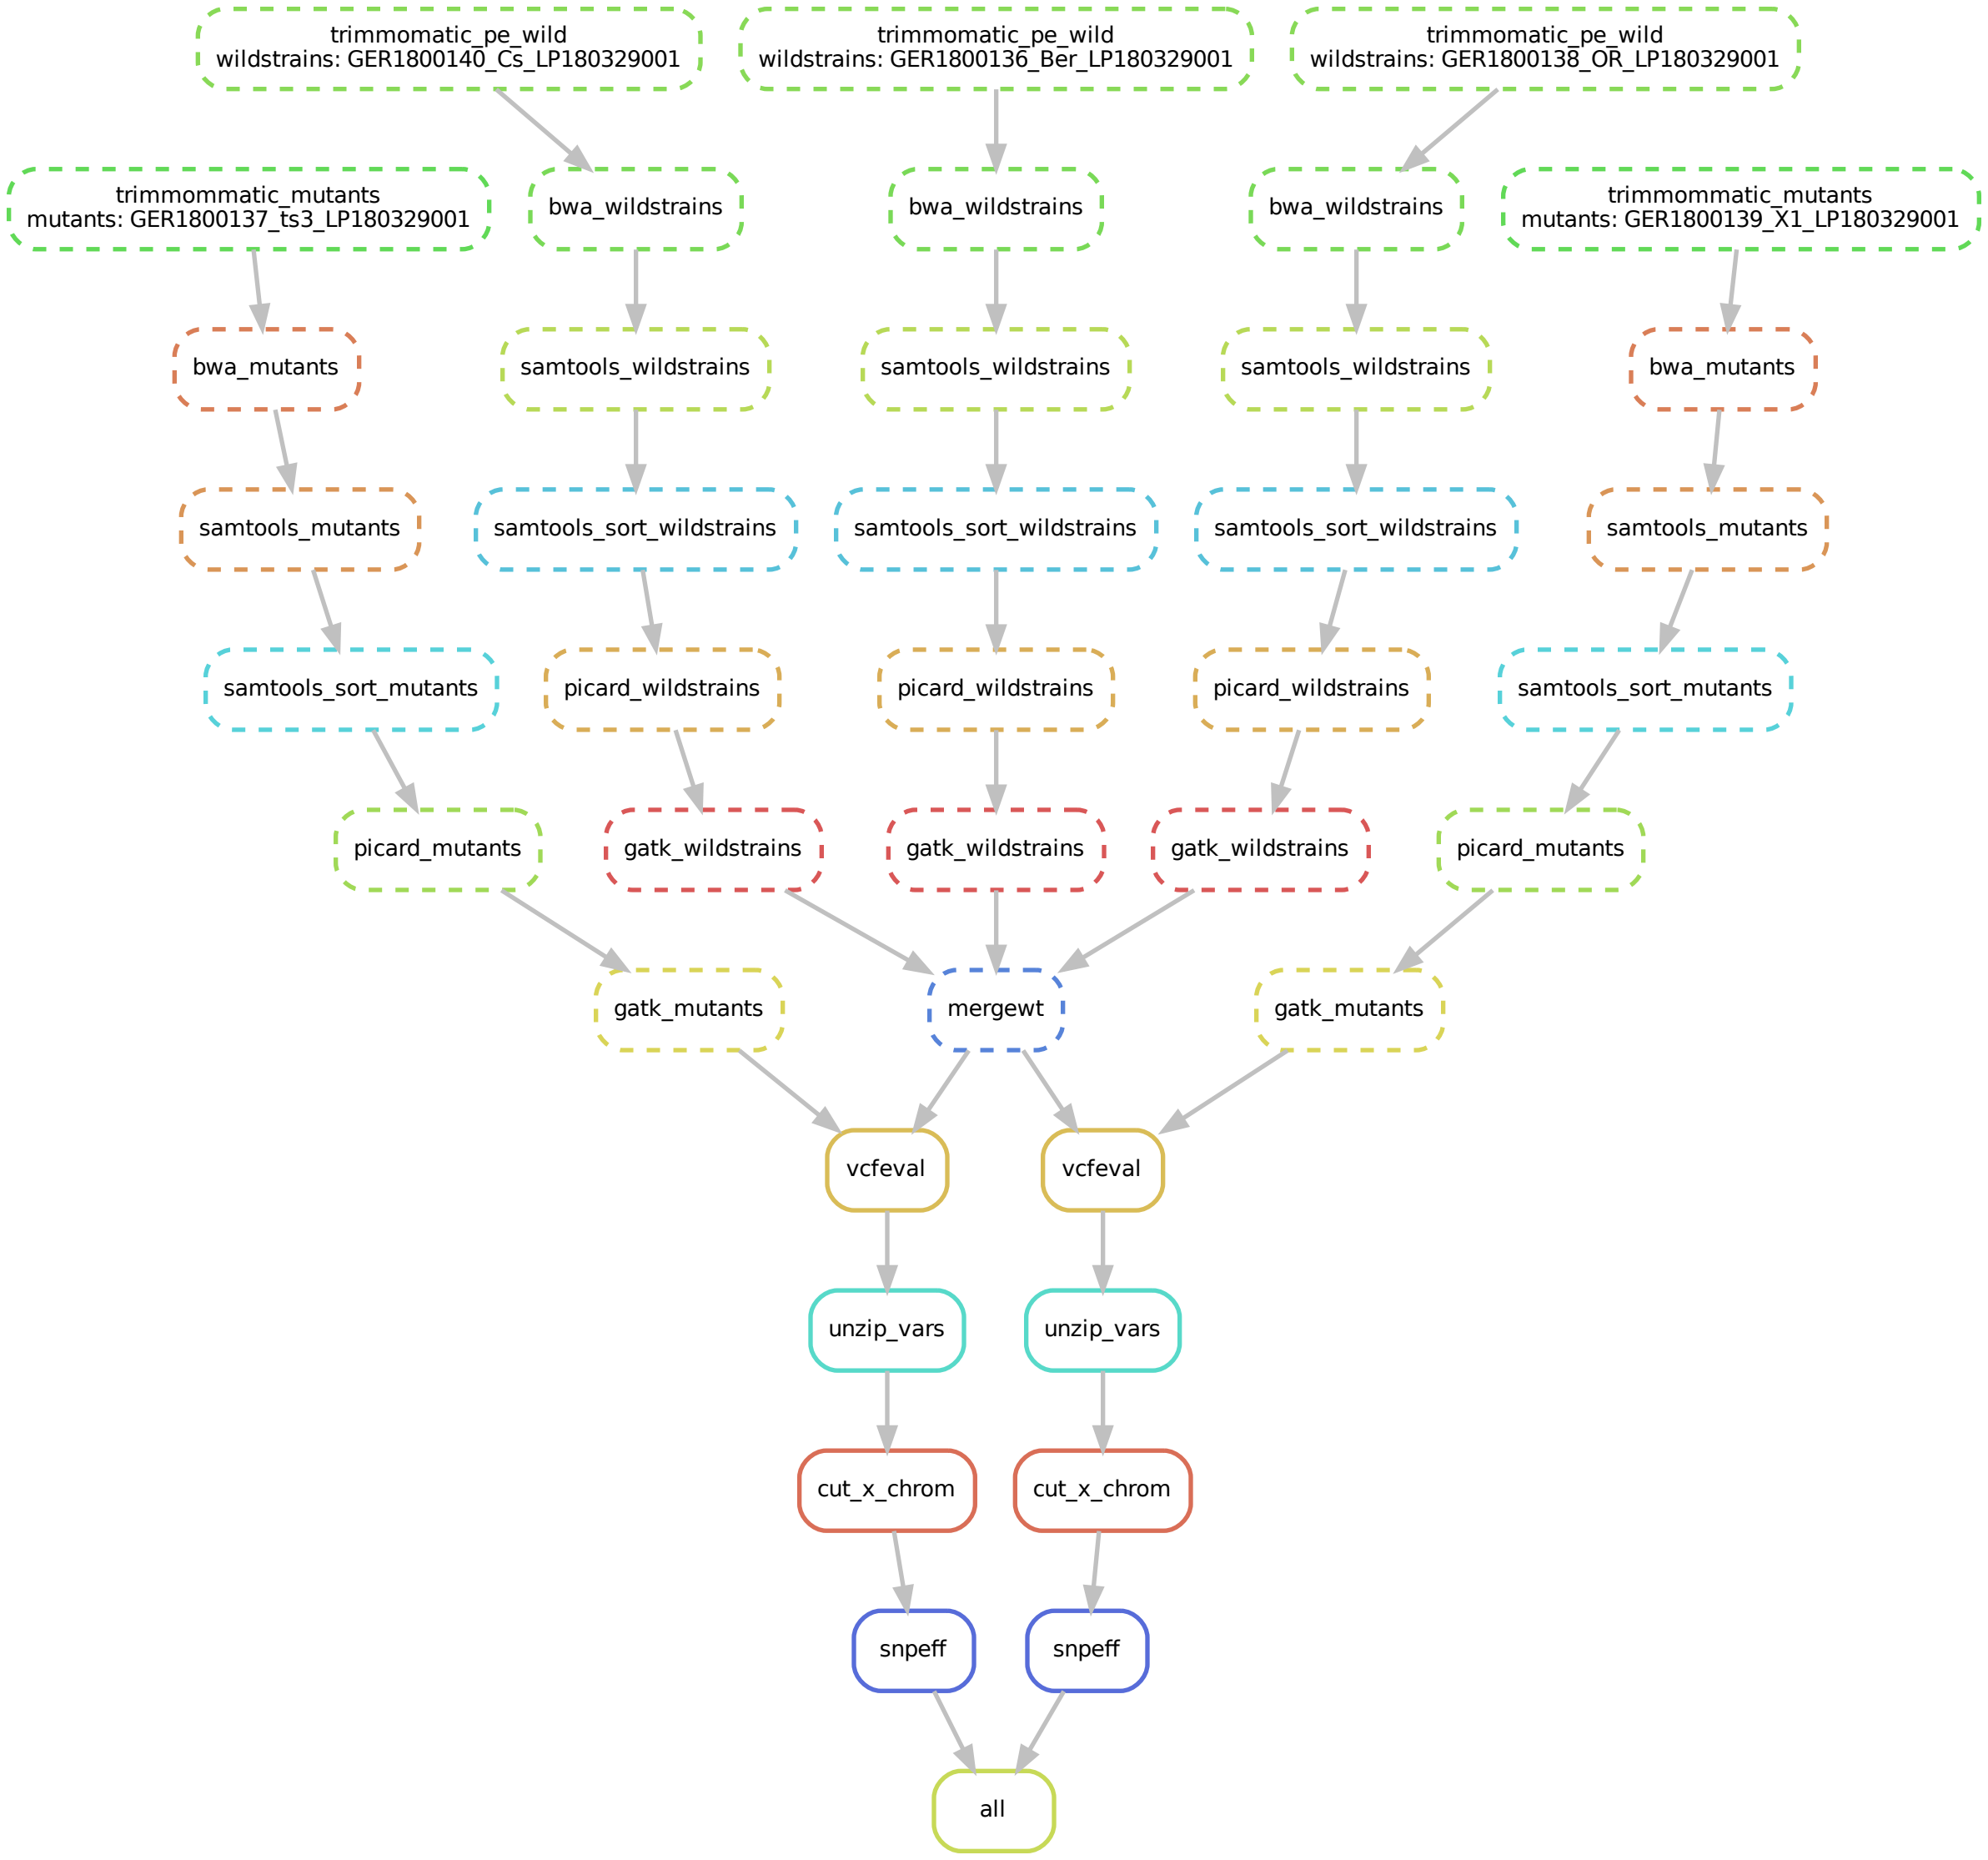 trimmomatic_pe_wild
wildstrains: GER1800140_Cs_LP180329001
trimmomatic_pe_wild
wildstrains: GER1800136_Ber_LP180329001
trimmomatic_pe_wild
wildstrains: GER1800138_OR_LP180329001
trimmommatic_mutants
mutants: GER1800137_ts3_LP180329001
bwa_wildstrains
bwa_wildstrains
bwa_wildstrains
trimmommatic_mutants
mutants: GER1800139_X1_LP180329001
bwa_mutants
samtools_wildstrains
samtools_wildstrains
samtools_wildstrains
bwa_mutants
samtools_mutants
samtools_sort_wildstrains
samtools_sort_wildstrains
samtools_sort_wildstrains
samtools_mutants
samtools_sort_mutants
picard_wildstrains
picard_wildstrains
picard_wildstrains
samtools_sort_mutants
picard_mutants
gatk_wildstrains
gatk_wildstrains
gatk_wildstrains
picard_mutants
gatk_mutants
mergewt
gatk_mutants
vcfeval
vcfeval
unzip_vars
unzip_vars
cut_x_chrom
cut_x_chrom
snpeff
snpeff
all